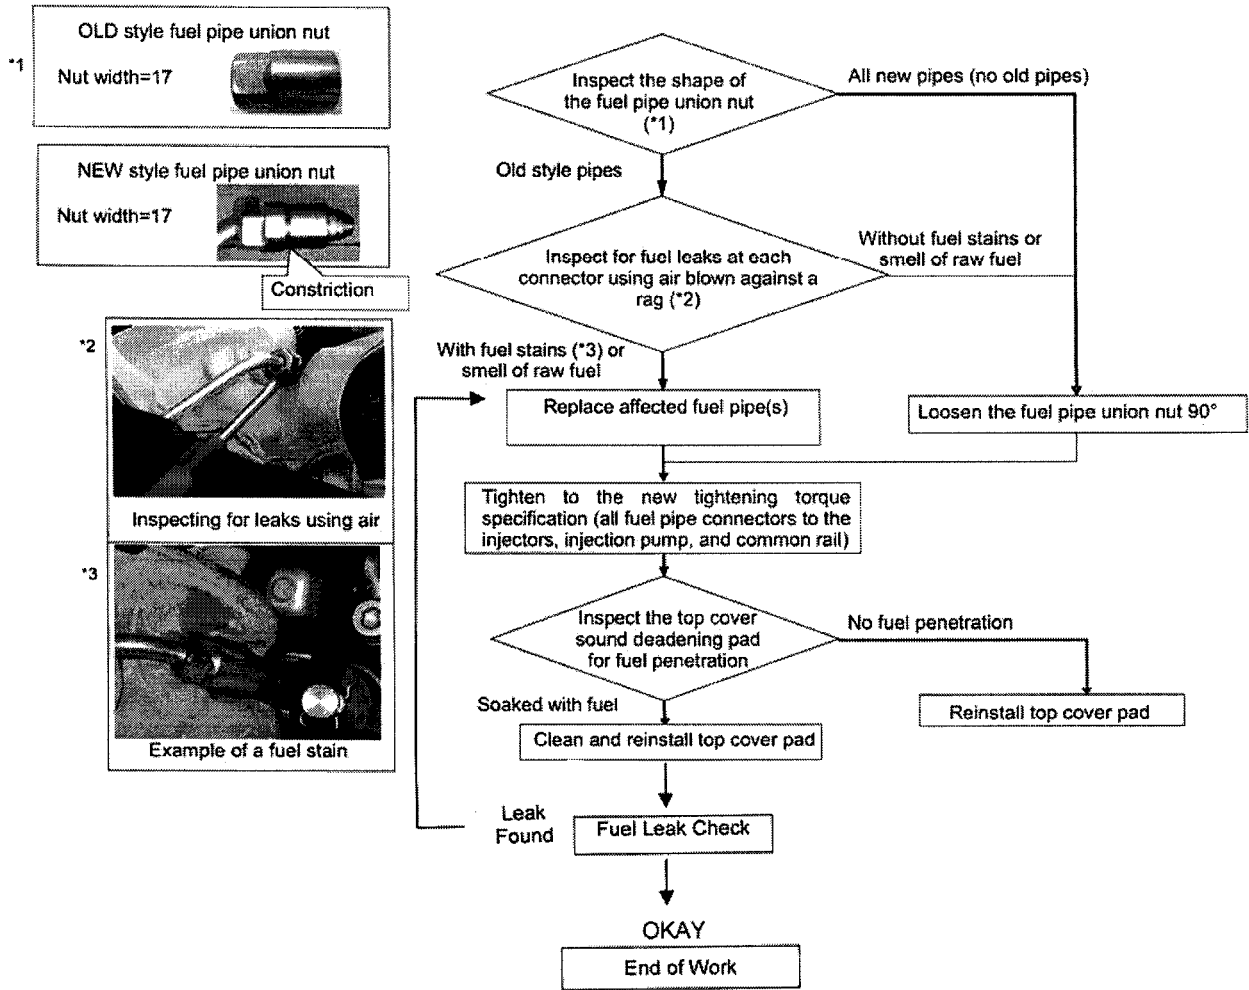 OLD style fuel pipe union nut
*1
Nut width=17
NEW style fuel pipe union nut
Nut width=17
Constriction
*2
Inspecting for leaks using air
*3
Example of a fuel stain
Inspect the shape of
the fuel pipe union nut
(*1)
All new pipes (no old pipes)
Old style pipes
Inspect for fuel leaks at each
connector using air blown against a
rag (*2)
Without fuel stains or
smell of raw fuel
With fuel stains (*3) or
smell of raw fuel
Replace affected fuel pipe(s)
Loosen the fuel pipe union nut 90°
Tighten to the new tightening torque
specification (all fuel pipe connectors to the
injectors, injection pump, and common rail)
Inspect the top cover
sound deadening pad
for fuel penetration
No fuel penetration
Soaked with fuel
Reinstall top cover pad
Clean and reinstall top cover pad
Leak
Found
Fuel Leak Check
OKAY
End of Work